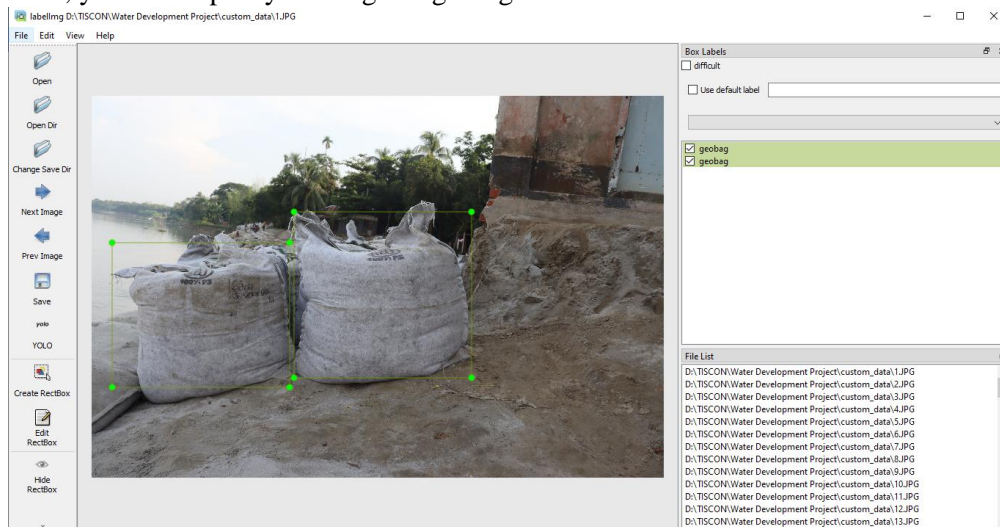 labelImg D:\TISCON\Water Development Project\custom_data\1.JPG
File Edit View Help
Open
Open Dir
Change Save Dir
Next Image
Prev Image
Save
yolo
YOLO
Create RectBox
Edit
RectBox
Hide
RectBox
Box Labels
difficult
Use default label
geobag
geobag
File List
D:\TISCON\Water Development Project\custom_data\1.JPG
D:\TISCON\Water Development Project\custom_data\2.JPG
D:\TISCON\Water Development Project\custom_data\3.JPG
D:\TISCON\Water Development Project\custom_data\4.JPG
D:\TISCON\Water Development Project\custom_data\5.JPG
D:\TISCON\Water Development Project\custom_data\6.JPG
D:\TISCON\Water Development Project\custom_data\7.JPG
D:\TISCON\Water Development Project\custom_data\8.JPG
D:\TISCON\Water Development Project\custom_data\9.JPG
D:\TISCON\Water Development Project\custom_data\10.JPG
D:\TISCON\Water Development Project\custom_data\11.JPG
D:\TISCON\Water Development Project\custom_data\12.JPG
D:\TISCON\Water Development Project\custom_data\13.JPG